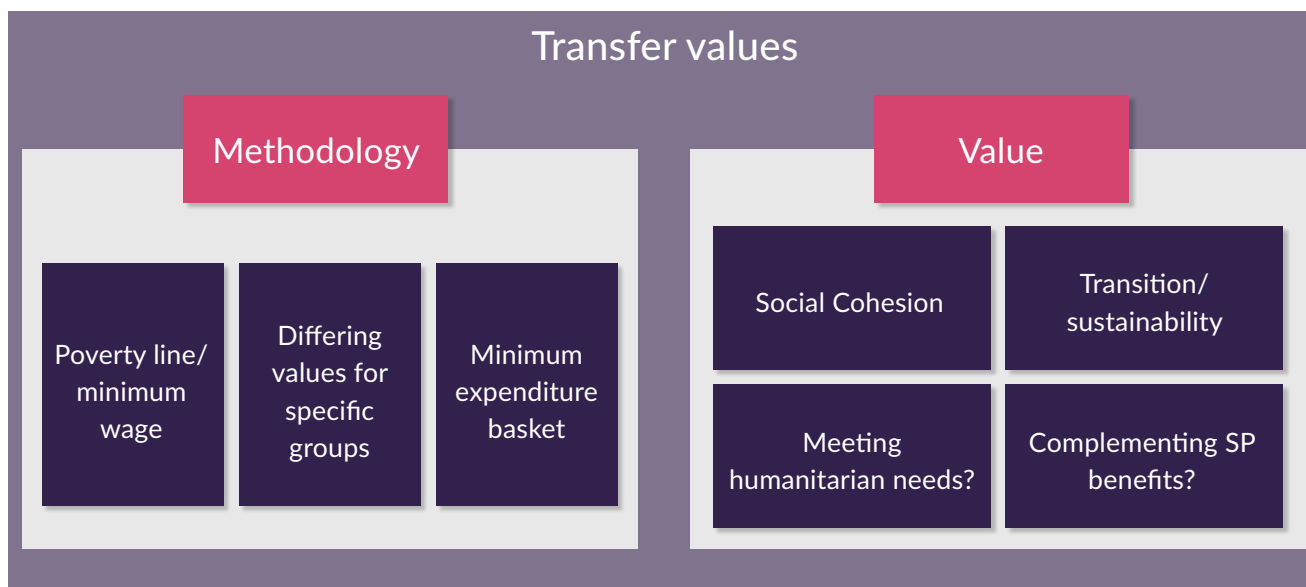 Transfer values
Methodology
Poverty line/
minimum
wage
Differing
values for
specific
groups
Minimum
expenditure
basket
Value
Social Cohesion
Transition/
sustainability
Meeting
humanitarian needs?
Complementing SP
benefits?